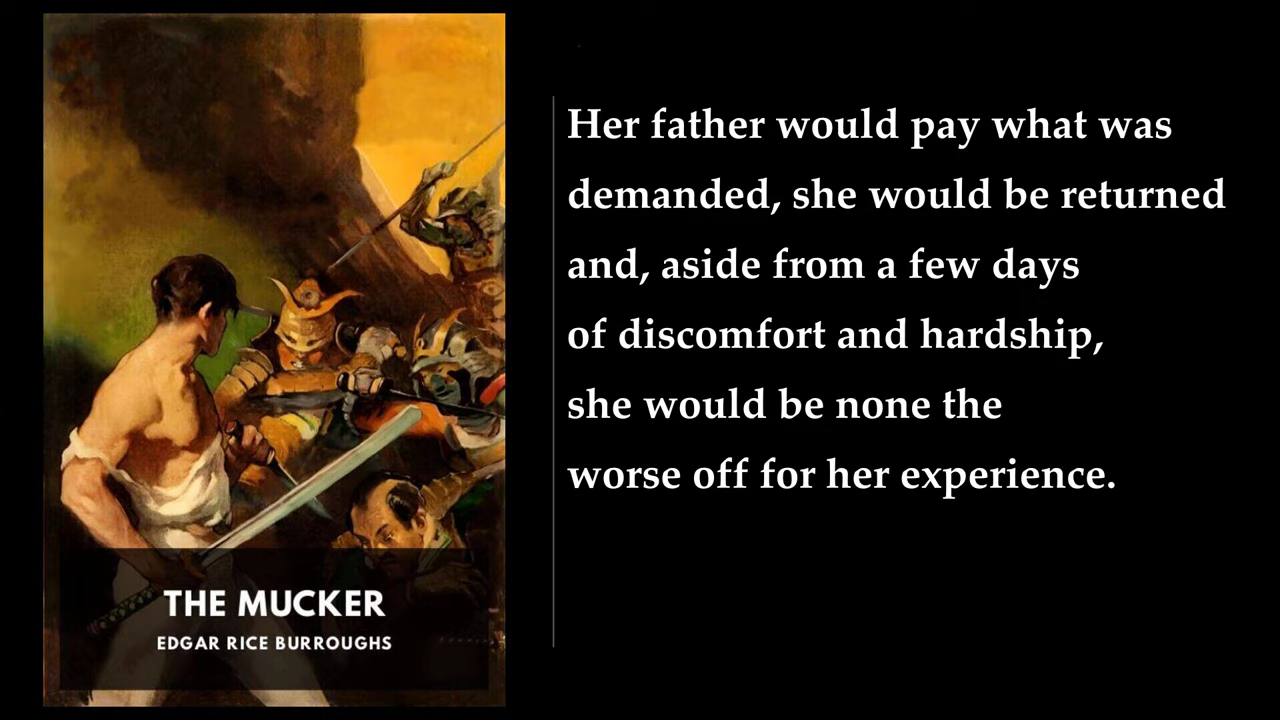 THE MUCKER
EDGAR RICE BURROUGHS
Her father would pay what was
demanded, she would be returned
and, aside from a few days
of discomfort and hardship,
she would be none the
worse off for her experience.